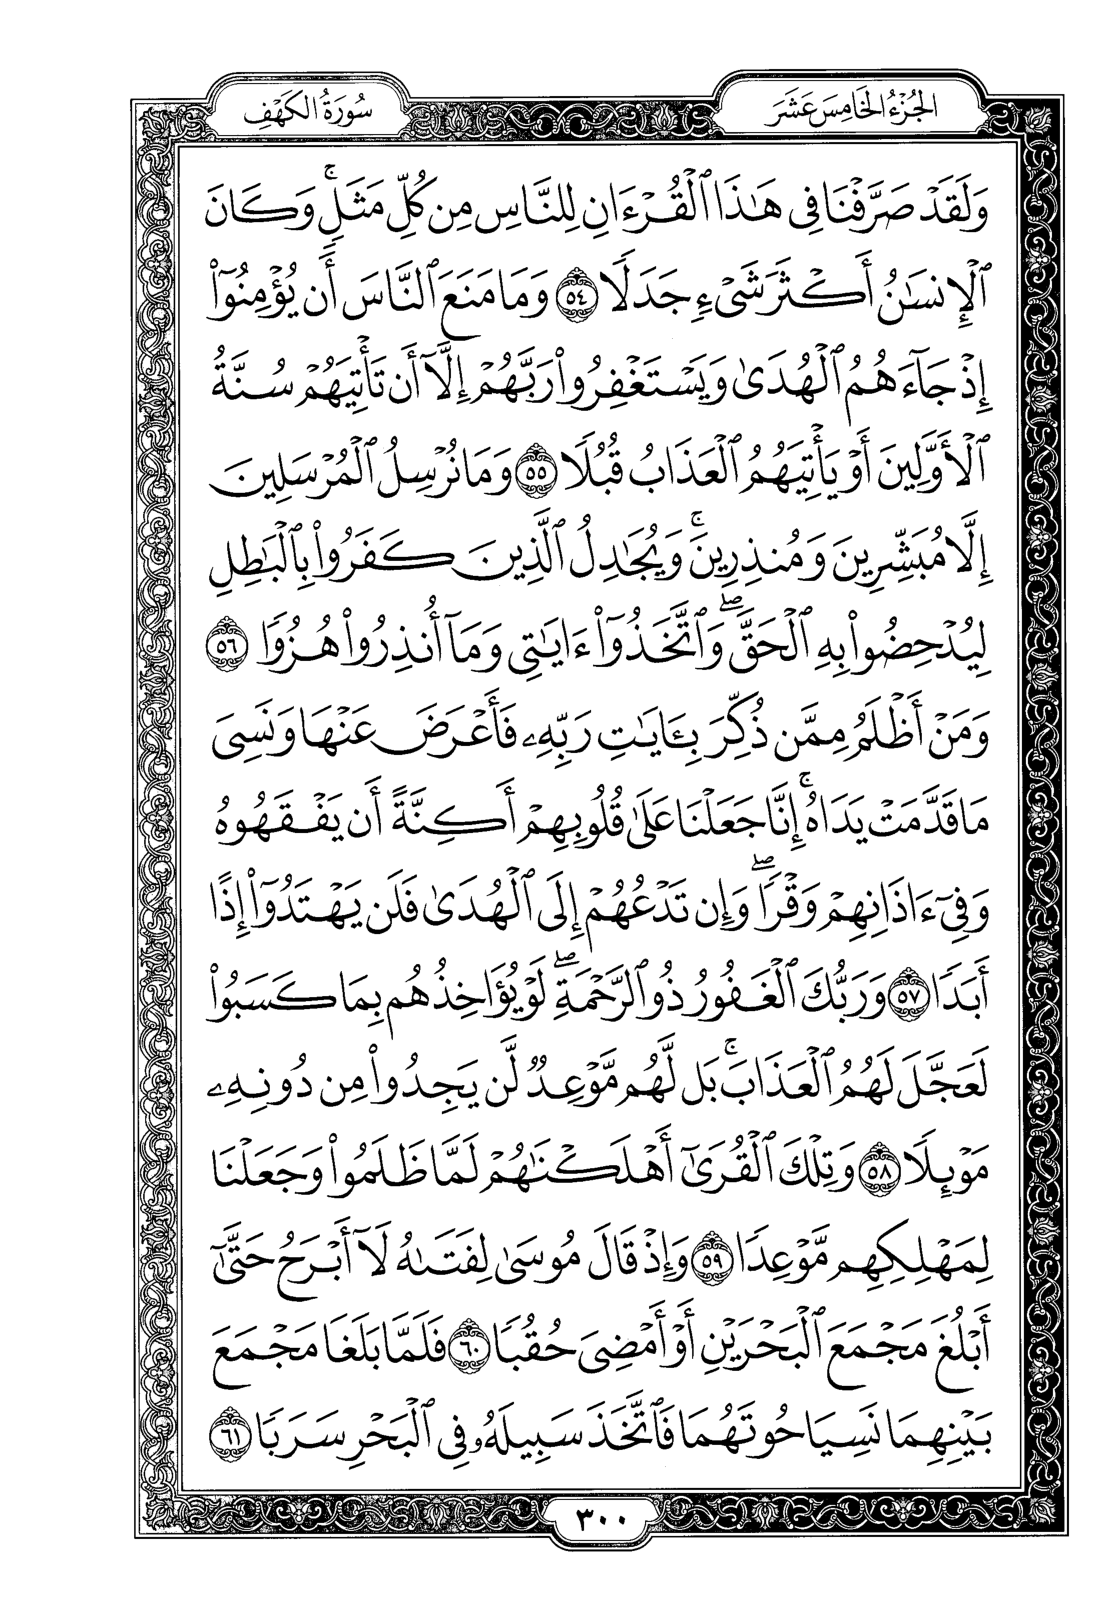 الجُزْءُ الخَامِسَ عَشَرَ
سُورَةُ الكَهْفِ
وَلَقَدْ صَرَّفْنَا فِي هَٰذَا ٱلْقُرْءَانِ لِلنَّاسِ مِن كُلِّ مَثَلٍۚ وَكَانَ
ٱلْإِنسَٰنُ أَكْثَرَ شَىْءٍ جَدَلًا ٥٤ وَمَا مَنَعَ ٱلنَّاسَ أَن يُؤْمِنُوٓا۟
إِذْ جَآءَهُمُ ٱلْهُدَىٰ وَيَسْتَغْفِرُوا۟ رَبَّهُمْ إِلَّآ أَن تَأْتِيَهُمْ سُنَّةُ
ٱلْأَوَّلِينَ أَوْ يَأْتِيَهُمُ ٱلْعَذَابُ قُبُلًا ٥٥ وَمَا نُرْسِلُ ٱلْمُرْسَلِينَ
إِلَّا مُبَشِّرِينَ وَمُنذِرِينَۚ وَيُجَٰدِلُ ٱلَّذِينَ كَفَرُوا۟ بِٱلْبَٰطِلِ
لِيُدْحِضُوا۟ بِهِ ٱلْحَقَّۖ وَٱتَّخَذُوٓا۟ ءَايَٰتِى وَمَآ أُنذِرُوا۟ هُزُوًا ٥٦
وَمَنْ أَظْلَمُ مِمَّن ذُكِّرَ بِـَٔايَٰتِ رَبِّهِۦ فَأَعْرَضَ عَنْهَا وَنَسِىَ
مَا قَدَّمَتْ يَدَاهُۚ إِنَّا جَعَلْنَا عَلَىٰ قُلُوبِهِمْ أَكِنَّةً أَن يَفْقَهُوهُ
وَفِىٓ ءَاذَانِهِمْ وَقْرًاۖ وَإِن تَدْعُهُمْ إِلَى ٱلْهُدَىٰ فَلَن يَهْتَدُوٓا۟ إِذًا
أَبَدًا ٥٧ وَرَبُّكَ ٱلْغَفُورُ ذُو ٱلرَّحْمَةِۖ لَوْ يُؤَاخِذُهُم بِمَا كَسَبُوا۟
لَعَجَّلَ لَهُمُ ٱلْعَذَابَۚ بَل لَّهُم مَّوْعِدٌ لَّن يَجِدُوا۟ مِن دُونِهِۦ
مَوْئِلًا ٥٨ وَتِلْكَ ٱلْقُرَىٰٓ أَهْلَكْنَٰهُمْ لَمَّا ظَلَمُوا۟ وَجَعَلْنَا
لِمَهْلِكِهِم مَّوْعِدًا ٥٩ وَإِذْ قَالَ مُوسَىٰ لِفَتَىٰهُ لَآ أَبْرَحُ حَتَّىٰٓ
أَبْلُغَ مَجْمَعَ ٱلْبَحْرَيْنِ أَوْ أَمْضِىَ حُقُبًا ٦٠ فَلَمَّا بَلَغَا مَجْمَعَ
بَيْنِهِمَا نَسِيَا حُوتَهُمَا فَٱتَّخَذَ سَبِيلَهُۥ فِى ٱلْبَحْرِ سَرَبًا ٦١
٣٠٠